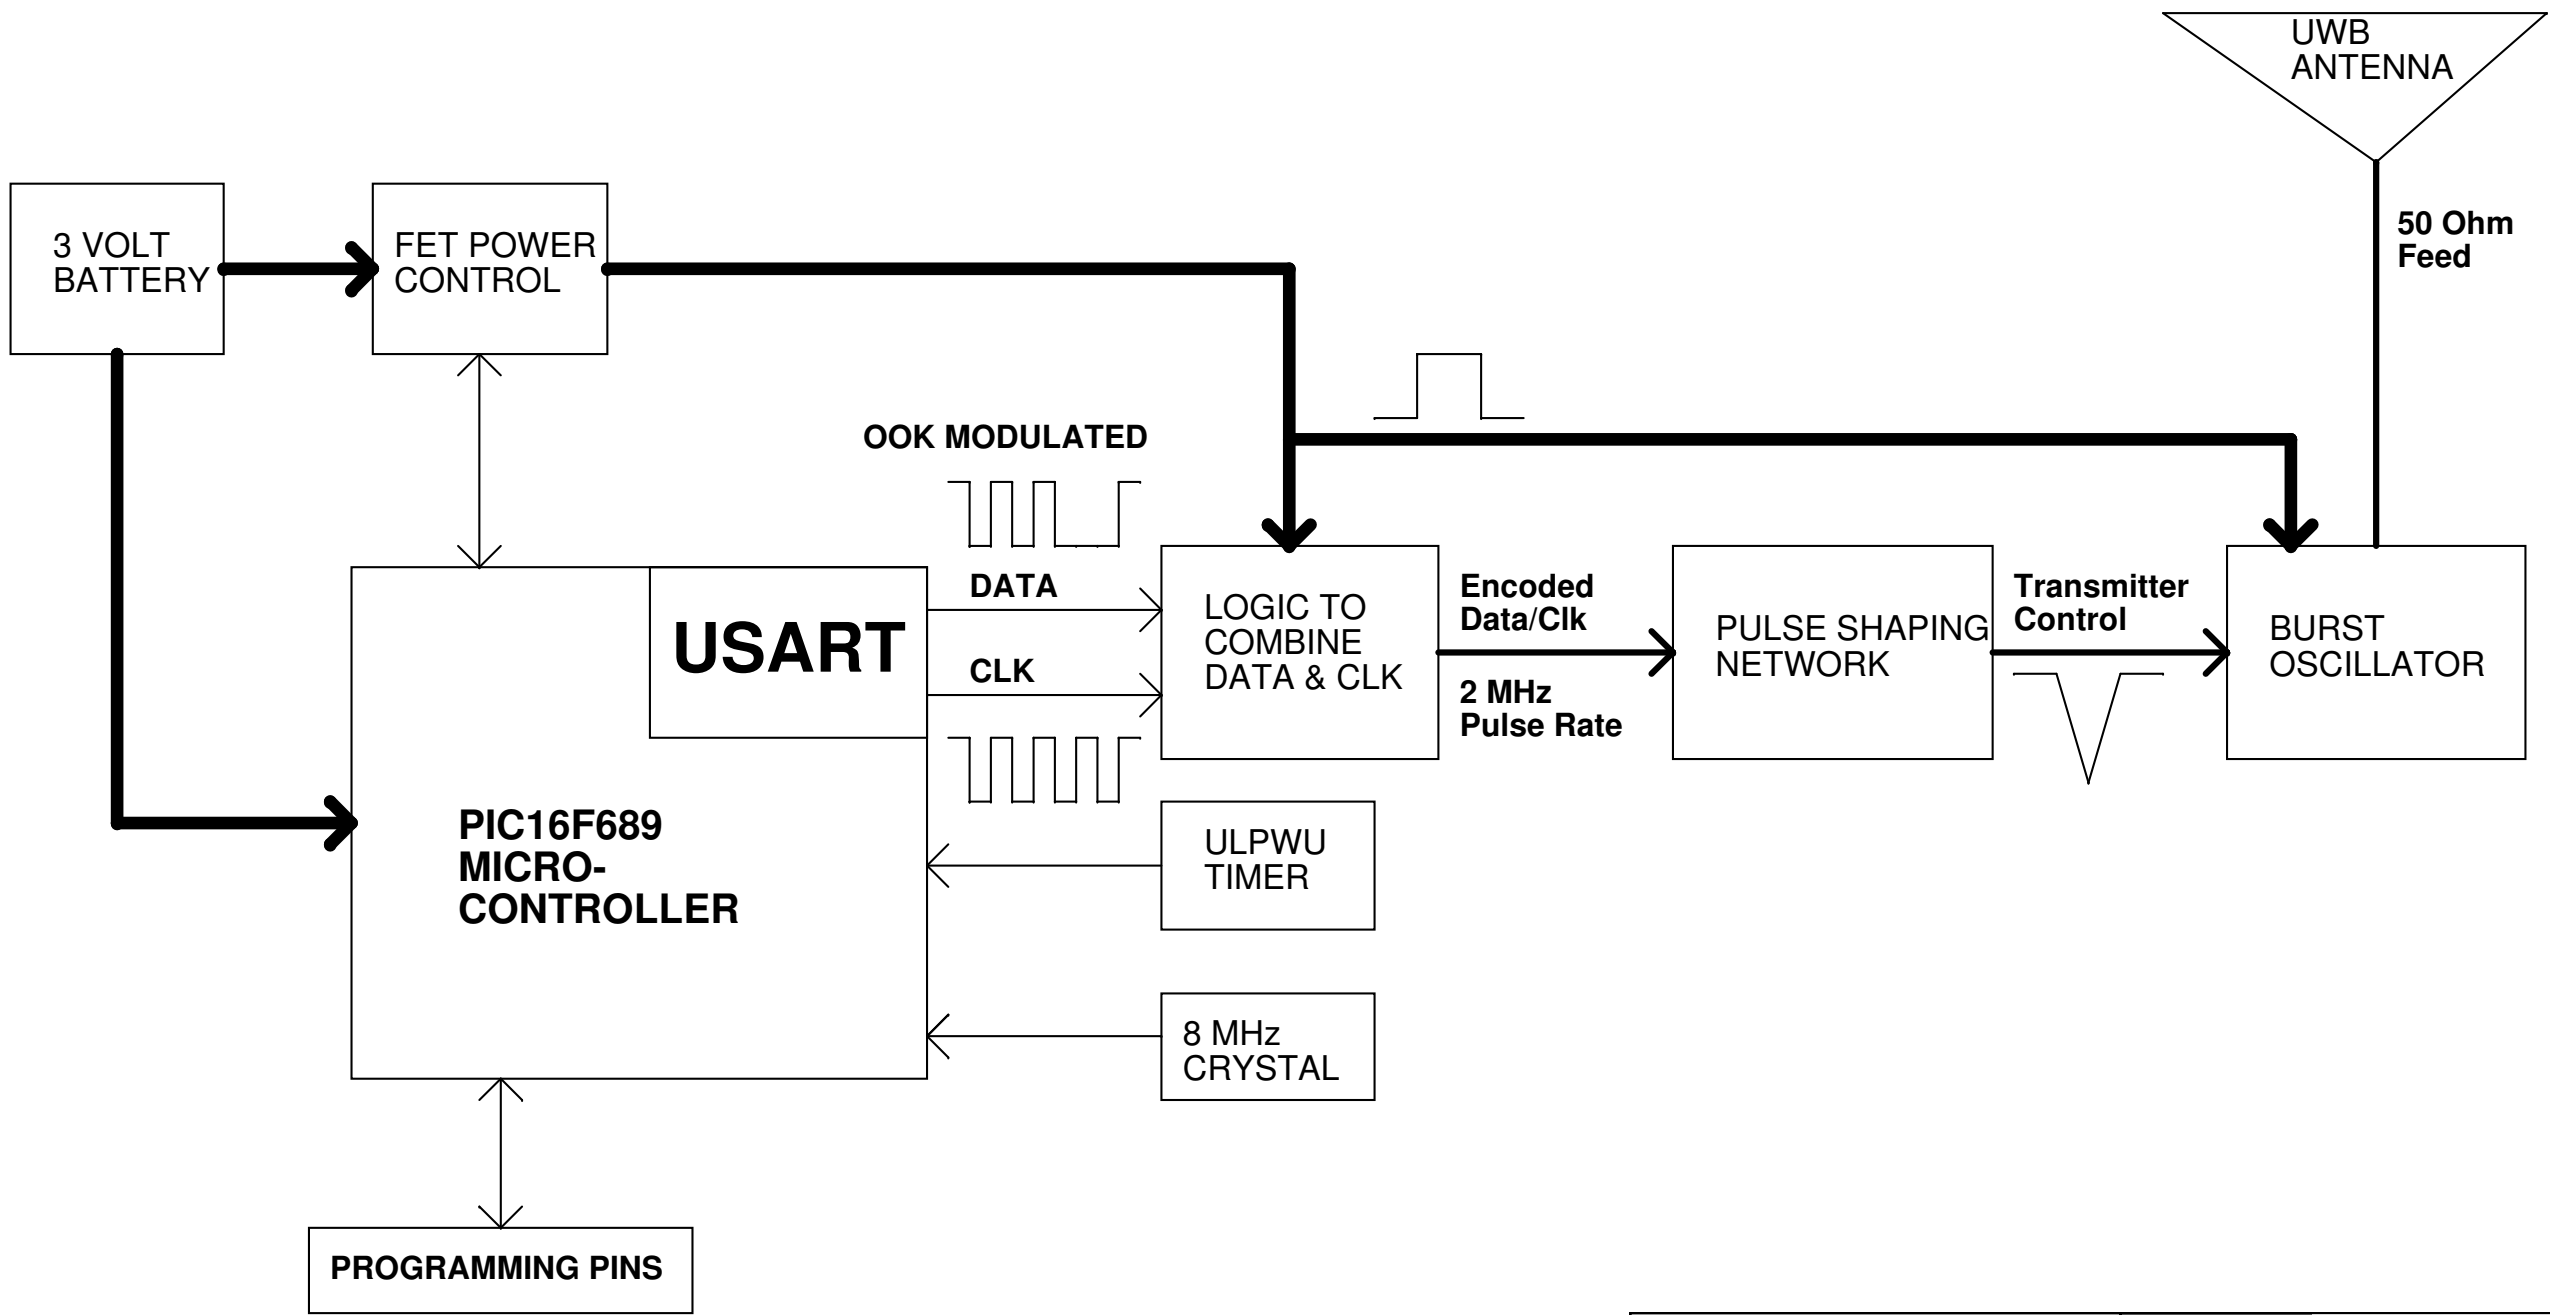 UWB
ANTENNA
3 VOLT
BATTERY
FET POWER
CONTROL
50 Ohm
Feed
OOK MODULATED
DATA
CLK
USART
LOGIC TO
COMBINE
DATA & CLK
Encoded
Data/Clk
2 MHz
Pulse Rate
PULSE SHAPING
NETWORK
Transmitter
Control
BURST
OSCILLATOR
PIC16F689
MICRO-
CONTROLLER
ULPWU
TIMER
8 MHz
CRYSTAL
PROGRAMMING PINS